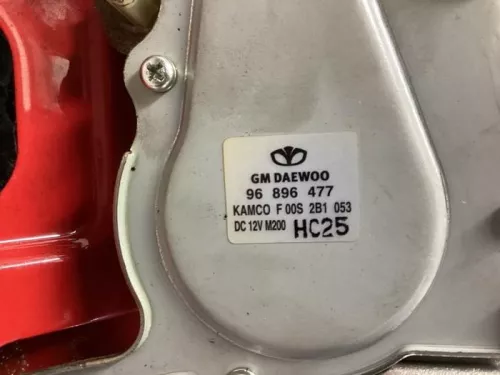 GM DAEWOO
96 896 477
KAMCO F 00S 2B1 053
DC 12V M200 HC25